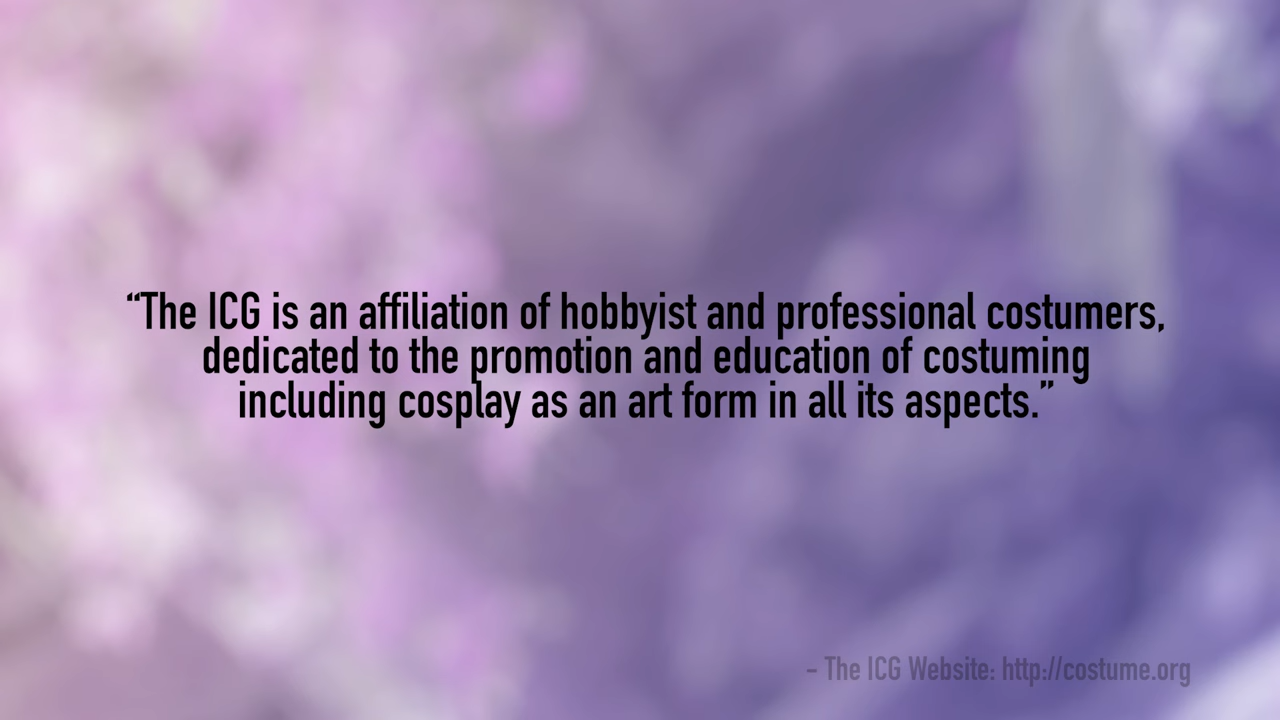 “The ICG is an affiliation of hobbyist and professional costumers,
dedicated to the promotion and education of costuming
including cosplay as an art form in all its aspects.”
– The ICG Website: http://costume.org